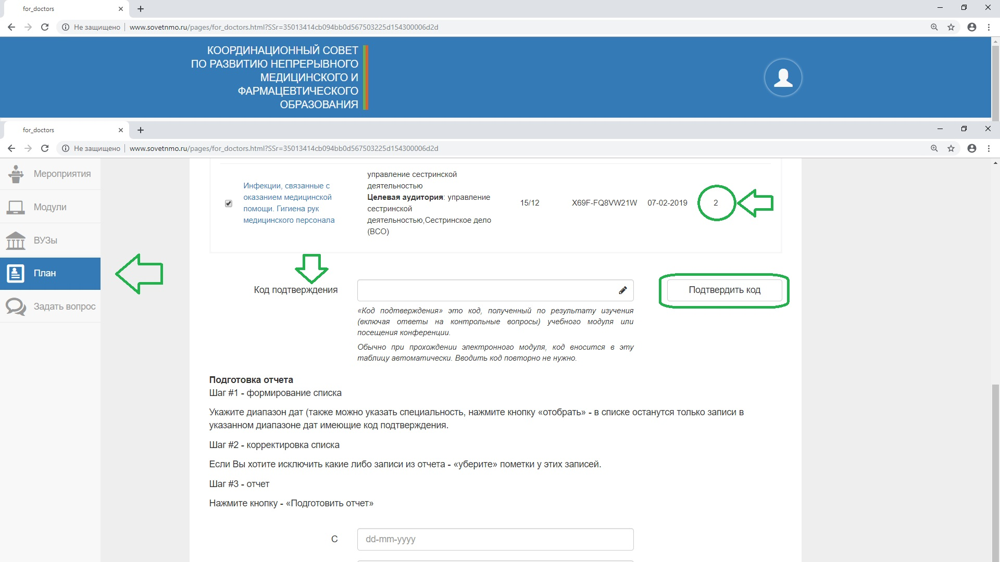 for_doctors
Не защищено
www.sovetnmo.ru/pages/for_doctors.html?SSr=35013414cb094bb0d567503225d154300006d2d
КООРДИНАЦИОННЫЙ СОВЕТ
ПО РАЗВИТИЮ НЕПРЕРЫВНОГО
МЕДИЦИНСКОГО И
ФАРМАЦЕВТИЧЕСКОГО
ОБРАЗОВАНИЯ
for_doctors
Не защищено
www.sovetnmo.ru/pages/for_doctors.html?SSr=35013414cb094bb0d567503225d154300006d2d
Мероприятия
Модули
ВУЗы
План
Задать вопрос
Инфекции, связанные с
оказанием медицинской
помощи. Гигиена рук
медицинского персонала
управление сестринской
деятельностью
Целевая аудитория: управление
сестринской
деятельностью,Сестринское дело
(ВСО)
15/12
X69F-FQ8VW21W
07-02-2019
2
Код подтверждения
Подтвердить код
«Код подтверждения» это код, полученный по результату изучения
(включая ответы на контрольные вопросы) учебного модуля или
посещения конференции.
Обычно при прохождении электронного модуля, код вносится в эту
таблицу автоматически. Вводить код повторно не нужно.
Подготовка отчета
Шаг #1 - формирование списка
Укажите диапазон дат (также можно указать специальность, нажмите кнопку «отобрать» - в списке останутся только записи в
указанном диапазоне дат имеющие код подтверждения.
Шаг #2 - корректировка списка
Если Вы хотите исключить какие либо записи из отчета - «уберите» пометки у этих записей.
Шаг #3 - отчет
Нажмите кнопку - «Подготовить отчет»
С
dd-mm-yyyy